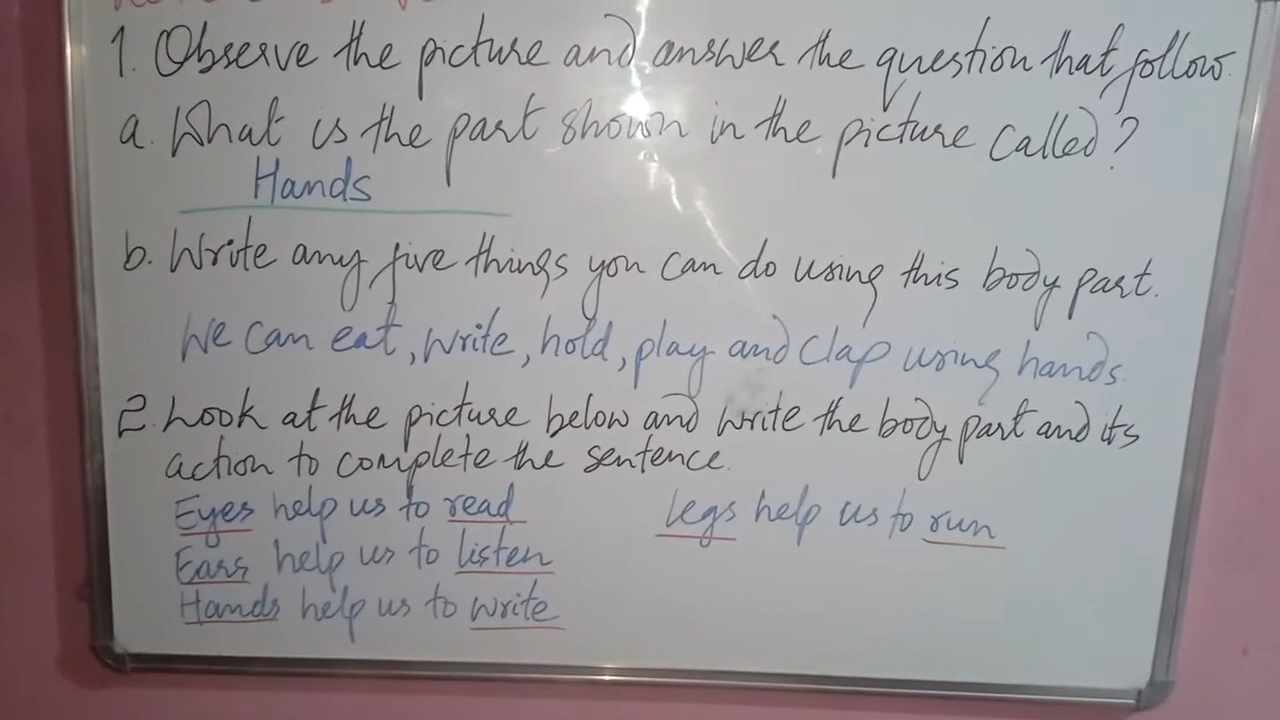 1. Observe the picture and answer the question that follow.
a. What is the part shown in the picture called?
Hands
b. Write any five things you can do using this body part.
We can eat, write, hold, play and clap using hands.
2. Look at the picture below and write the body part and its
action to complete the sentence.
Eyes help us to read
Legs help us to run
Ears help us to listen
Hands help us to write